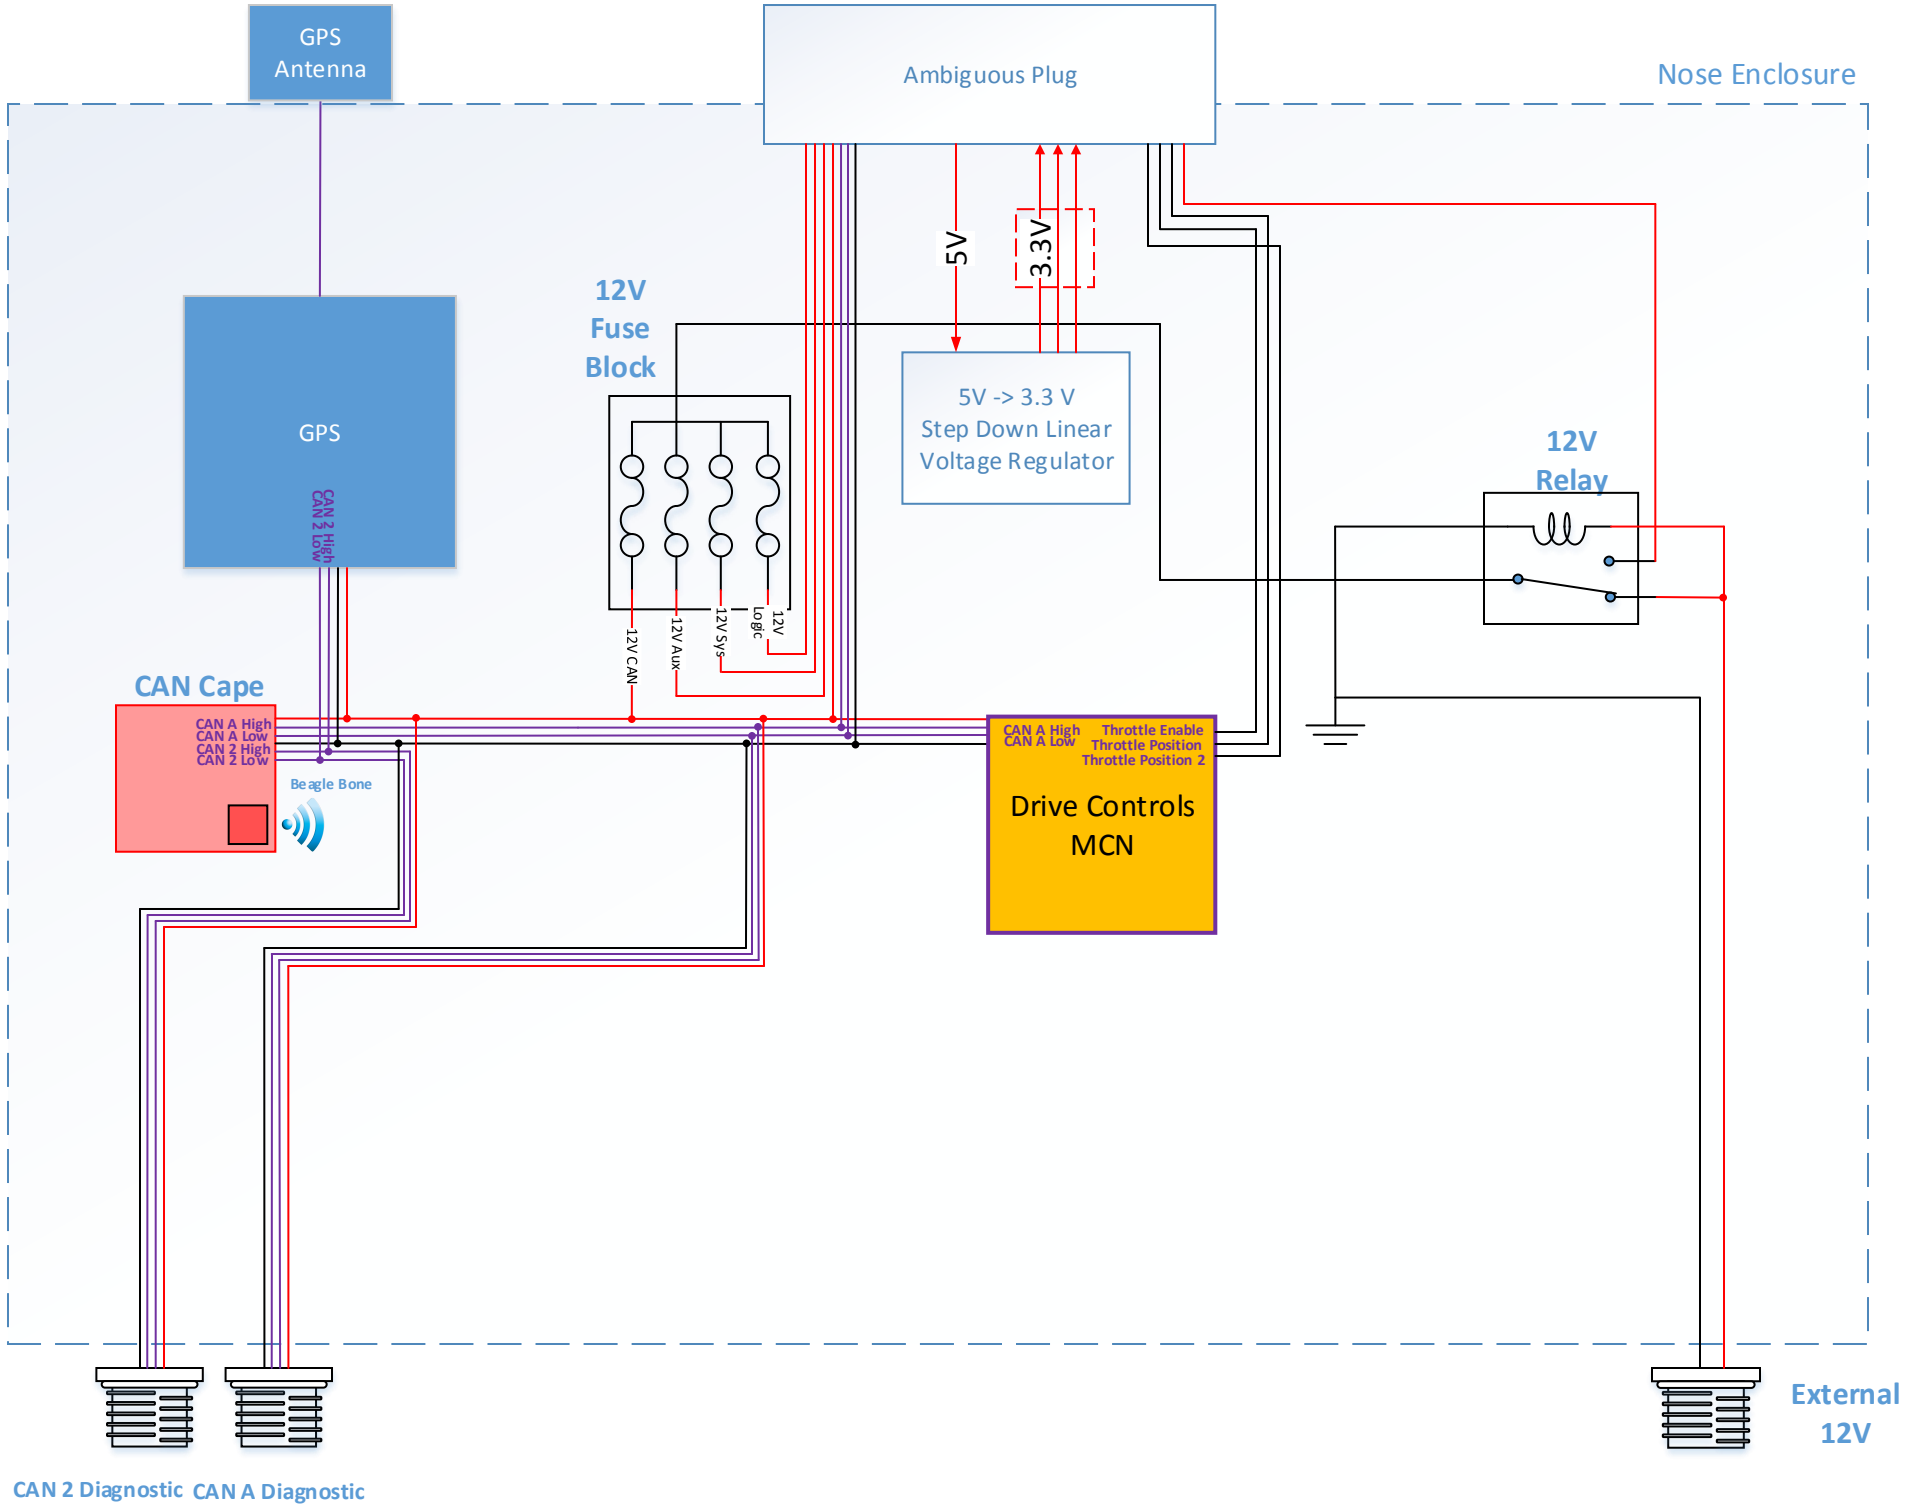 GPS
Antenna
Ambiguous Plug
Nose Enclosure
5V
3.3V
12V
Fuse
Block
GPS
CAN 2 High
CAN 2 Low
5V -> 3.3 V
Step Down Linear
Voltage Regulator
12V
Relay
12V CAN
12V Aux
12V Sys
12V
Logic
CAN Cape
CAN A High
CAN A Low
CAN 2 High
CAN 2 Low
Beagle Bone
CAN A High
CAN A Low
Throttle Enable
Throttle Position
Throttle Position 2
Drive Controls
MCN
External
12V
CAN 2 Diagnostic
CAN A Diagnostic